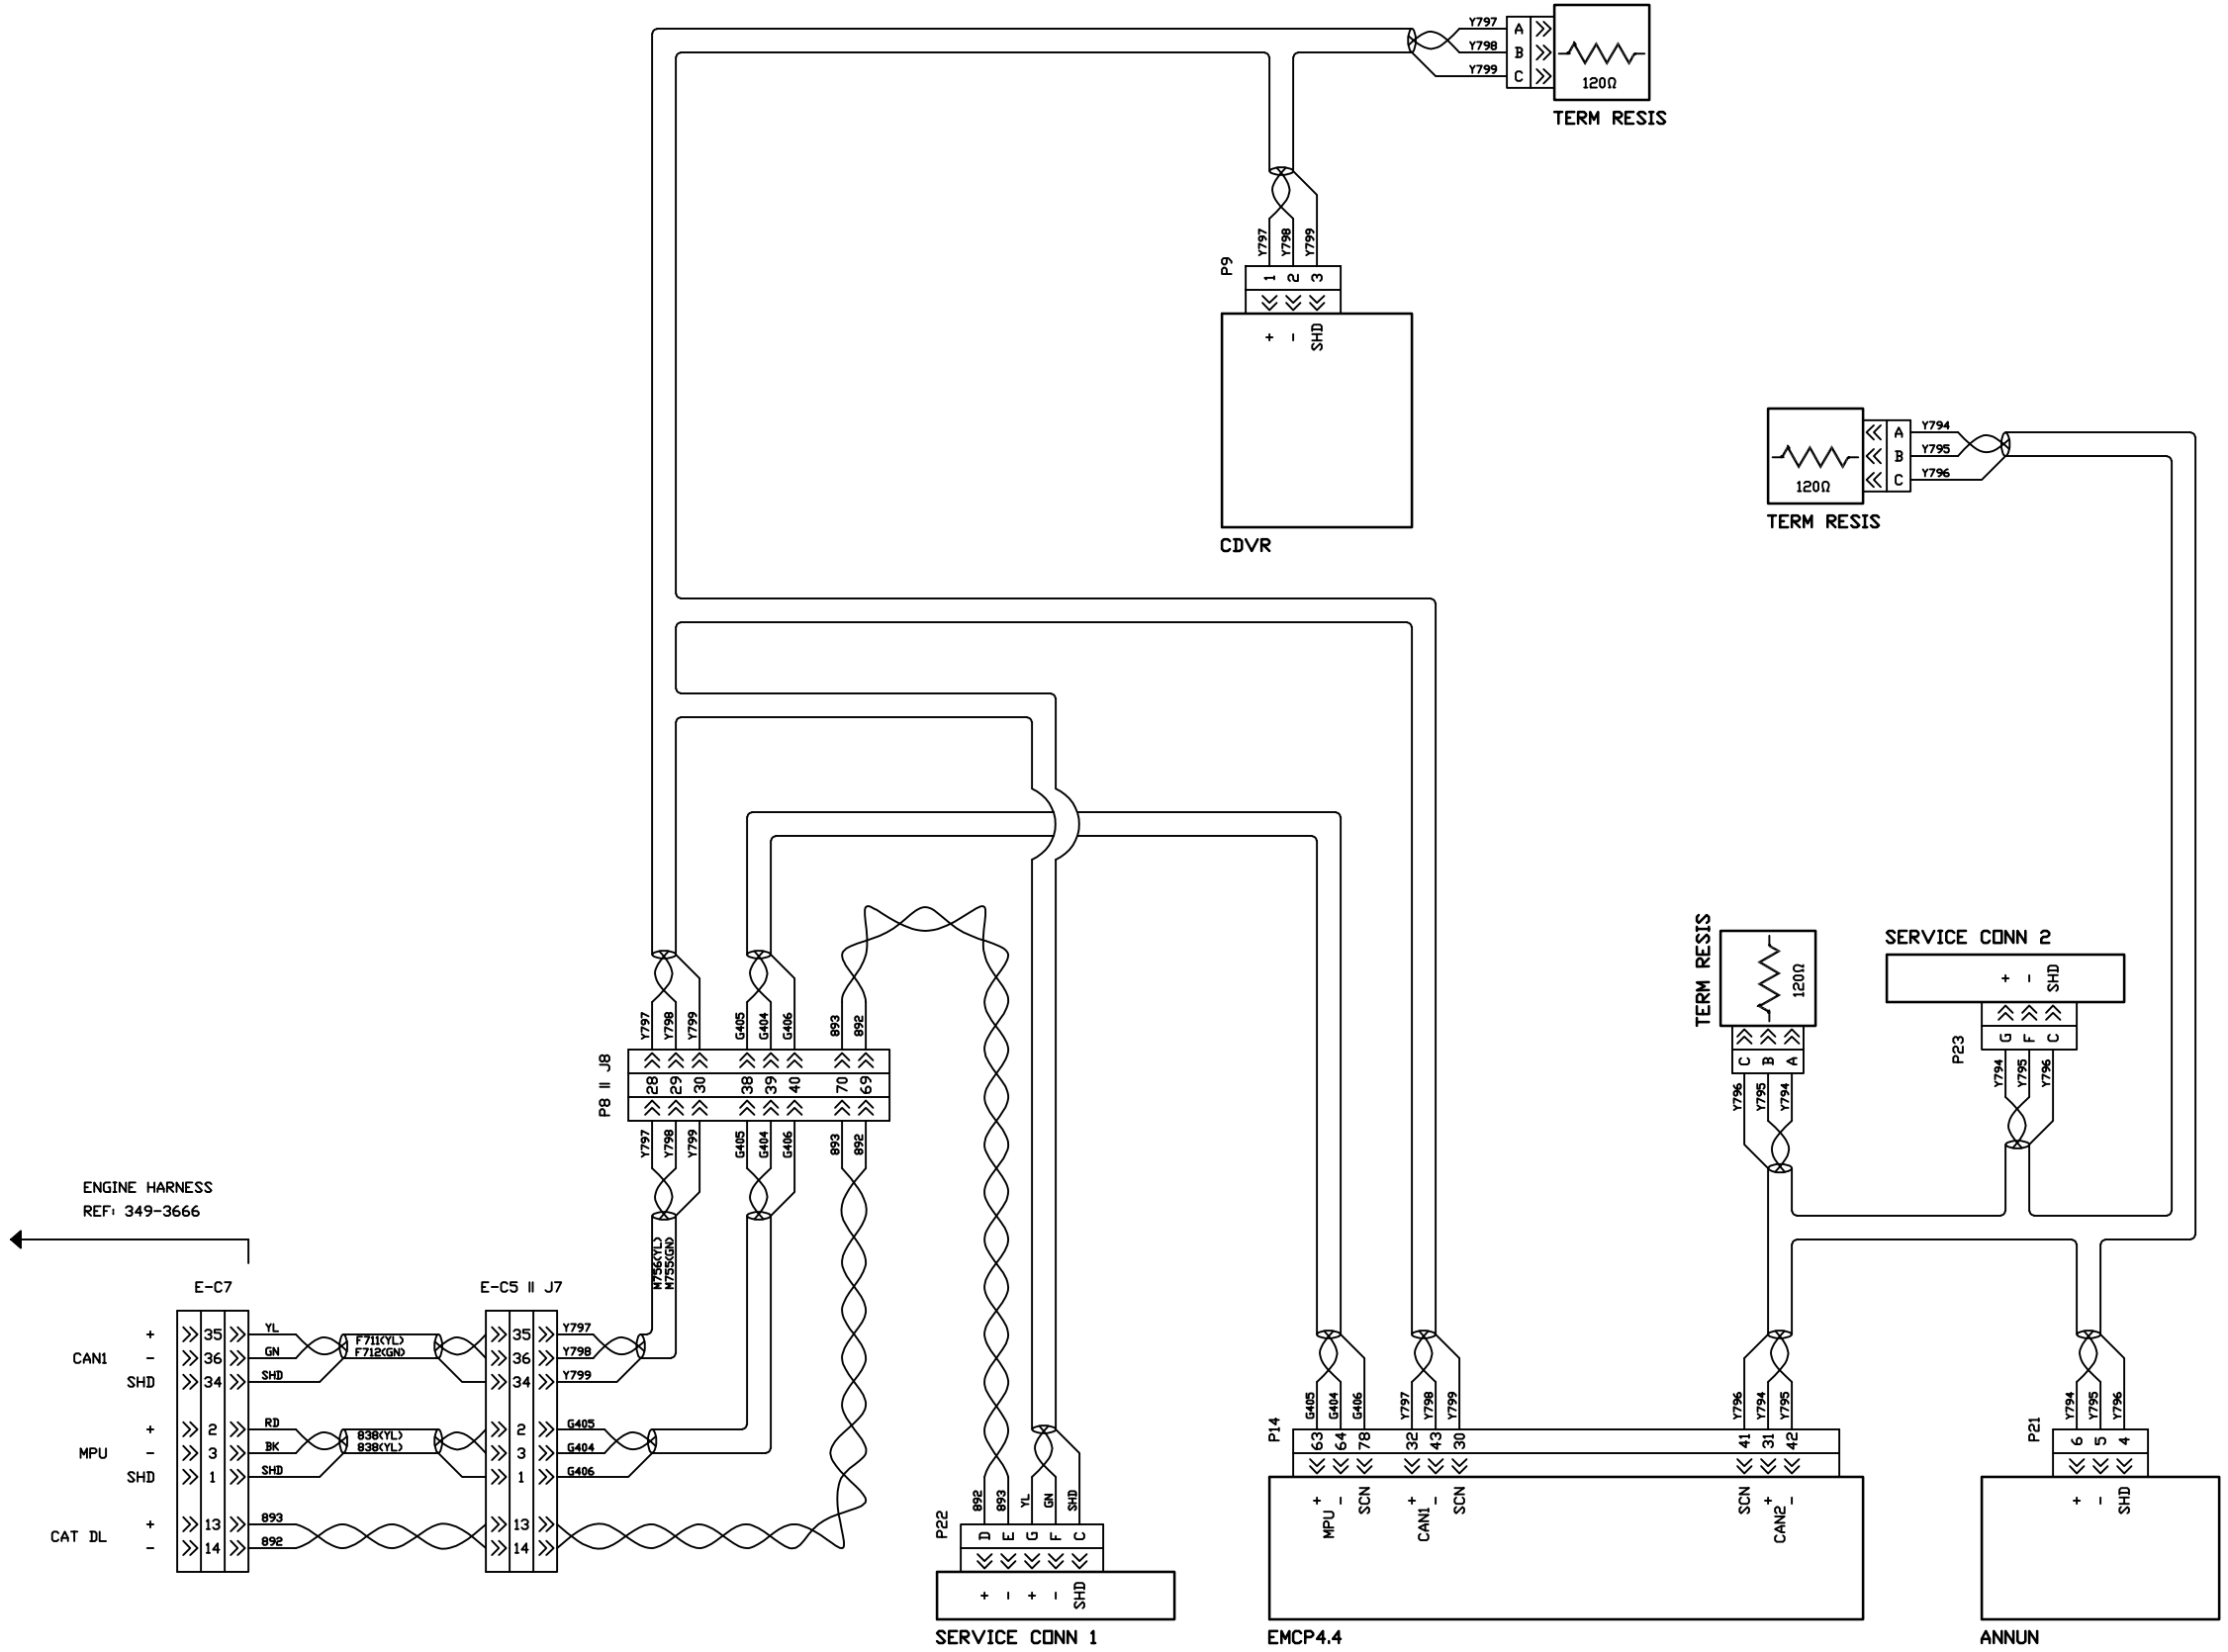 Y797
Y798
Y799
A
B
C
120Ω
TERM RESIS
Y797
Y798
Y799
P9
1
2
3
+
-
SHD
CDVR
120Ω
A
B
C
Y794
Y795
Y796
TERM RESIS
TERM RESIS
120Ω
C
B
A
Y796
Y795
Y794
SERVICE CONN 2
+
-
SHD
P23
G
F
C
Y794
Y795
Y796
Y797
Y798
Y799
G405
G404
G406
893
892
P8 II J8
28
29
30
38
39
40
70
69
Y797
Y798
Y799
G405
G404
G406
893
892
M756(YL)
M755(GN)
ENGINE HARNESS
REF: 349-3666
E-C7
E-C5 II J7
CAN1
+
-
SHD
35
36
34
YL
GN
SHD
F711(YL)
F712(GN)
35
36
34
Y797
Y798
Y799
MPU
+
-
SHD
2
3
1
RD
BK
SHD
838(YL)
838(YL)
2
3
1
G405
G404
G406
CAT DL
+
-
13
14
893
892
13
14
892
893
YL
GN
SHD
P22
D
E
G
F
C
+
-
+
-
SHD
SERVICE CONN 1
G405
G404
G406
Y797
Y798
Y799
Y796
Y794
Y795
P14
63
64
78
32
43
30
41
31
42
+
-
SCN
MPU
+
-
SCN
CAN1
SCN
+
-
CAN2
EMCP4.4
Y794
Y795
Y796
P21
6
5
4
+
-
SHD
ANNUN